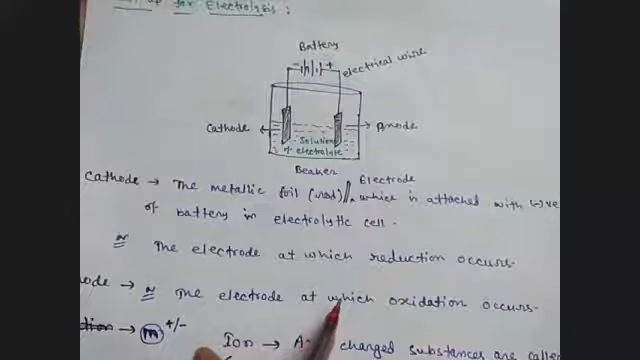 up for Electrolysis :
Battery
- +
electrical wire
Cathode
Anode
Solution
of electrolate
Beaker
Cathode → The metallic foil (rod) // Electrode which is attached with (-)ve
of battery in electrolytic cell.
The electrode at which reduction occurs.
ode → The electrode at which oxidation occurs.
→ m +/-
Ion → A charged substances are called